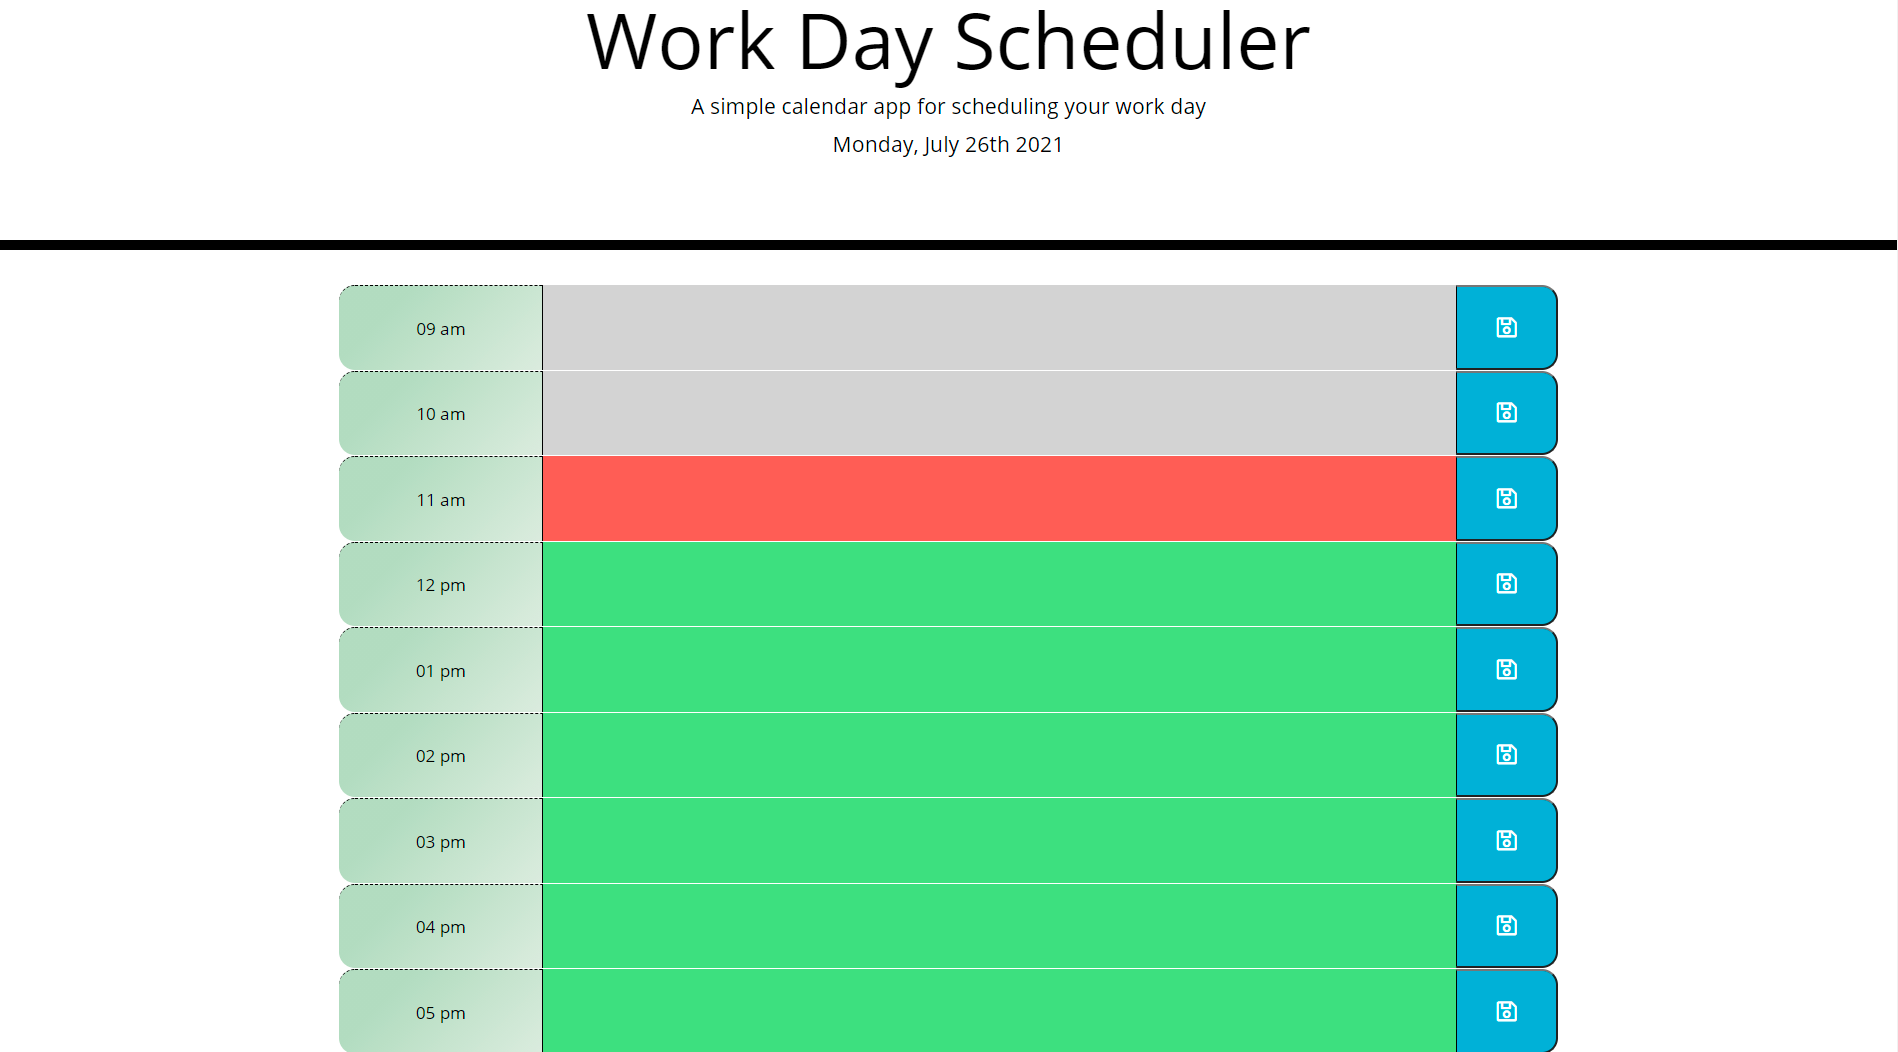 Work Day Scheduler
A simple calendar app for scheduling your work day
Monday, July 26th 2021
09 am
10 am
11 am
12 pm
01 pm
02 pm
03 pm
04 pm
05 pm